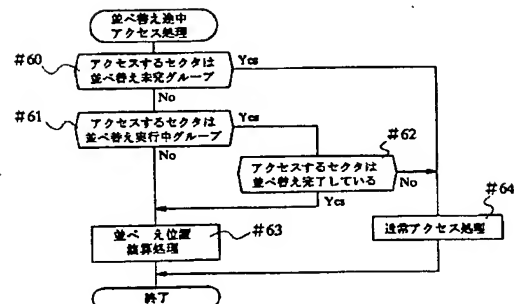 並べ替え途中
アクセス処理
#60
アクセスするセクタは
並べ替え未完グループ
Yes
No
#61
アクセスするセクタは
並べ替え実行中グループ
Yes
No
#62
アクセスするセクタは
並べ替え完了している
No
Yes
#63
並べ え位置
演算処理
#64
通常アクセス処理
終了